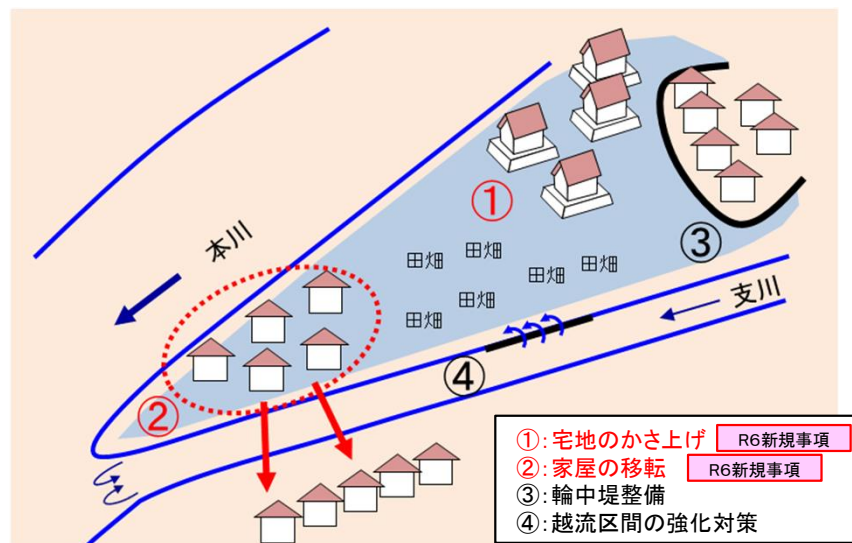 ①
本川
③
田畑
田畑
田畑
田畑
田畑
田畑
支川
④
②
①:宅地のかさ上げ R6新規事項
②:家屋の移転 R6新規事項
③:輪中堤整備
④:越流区間の強化対策